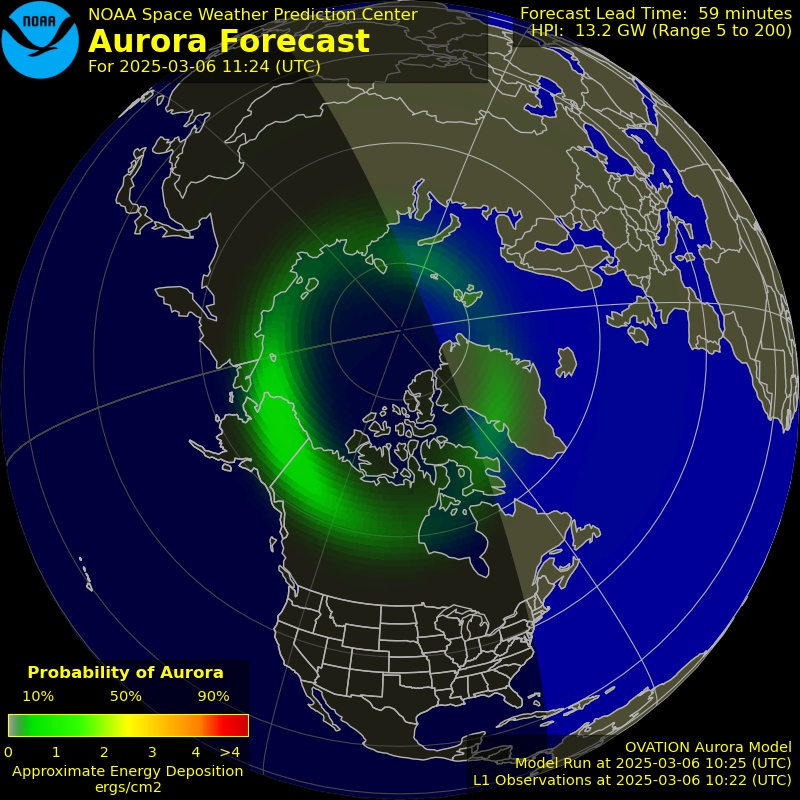 NOAA
NOAA Space Weather Prediction Center
Aurora Forecast
For 2025-03-06 11:24 (UTC)
Forecast Lead Time: 59 minutes
HPI: 13.2 GW (Range 5 to 200)
Probability of Aurora
10% 50% 90%
0 1 2 3 4 >4
Approximate Energy Deposition
ergs/cm2
OVATION Aurora Model
Model Run at 2025-03-06 10:25 (UTC)
L1 Observations at 2025-03-06 10:22 (UTC)